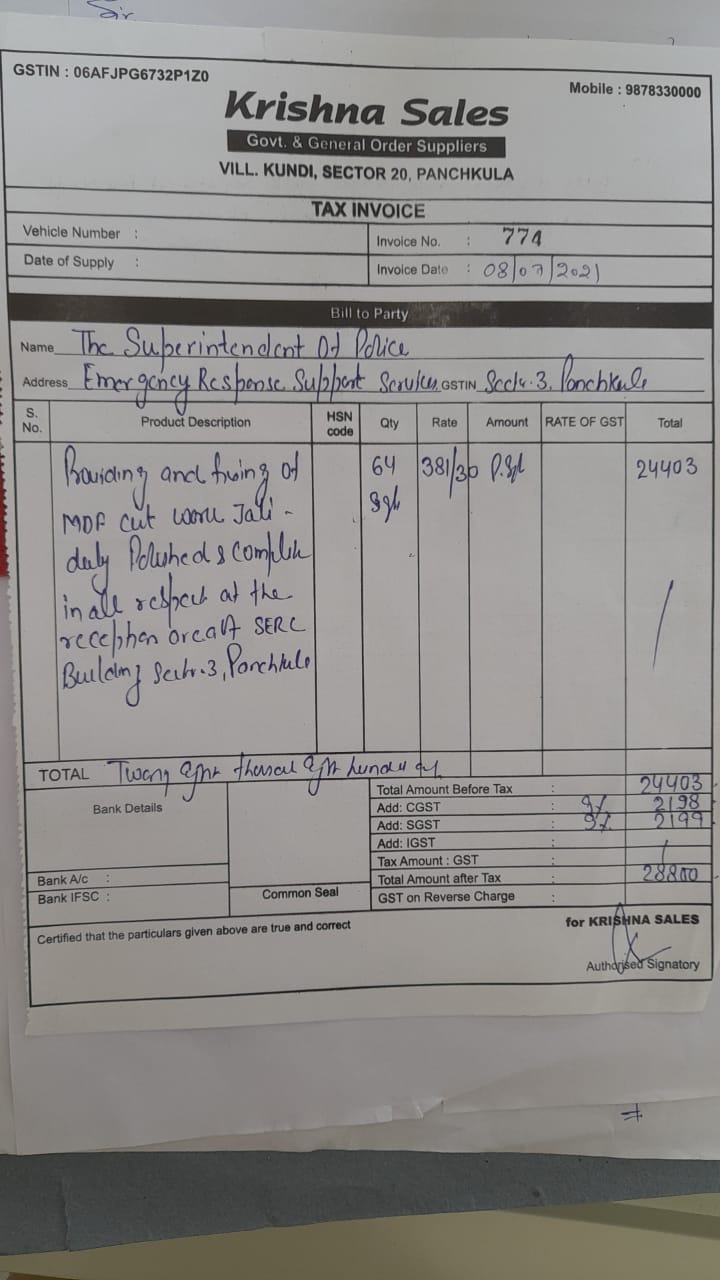 Sir
GSTIN : 06AFJPG6732P1Z0
Mobile : 9878330000
Krishna Sales
Govt. & General Order Suppliers
VILL. KUNDI, SECTOR 20, PANCHKULA
TAX INVOICE
Vehicle Number :
Invoice No. : 774
Date of Supply :
Invoice Date : 08/07/2021
Bill to Party
Name The Superintendent Of Police
Address Emergency Response Support Services GSTIN Sectr.3, Panchkula
S. No. Product Description HSN code Qty Rate Amount RATE OF GST Total
Providing and fixing of 64 381/30 P.Sft 24403
MDF cut work Jali - Sqft
duly Polished & complete
in all respect at the
reception area of SERC
Building Sectr.3, Panchkula
TOTAL Twenty eight thousand eight hundred only
Bank Details
Total Amount Before Tax : 24403
Add: CGST : 9% 2198
Add: SGST : 9% 2199
Add: IGST :
Tax Amount : GST :
Bank A/c :
Total Amount after Tax : 28800
Bank IFSC :
Common Seal
GST on Reverse Charge :
Certified that the particulars given above are true and correct
for KRISHNA SALES
Authorised Signatory